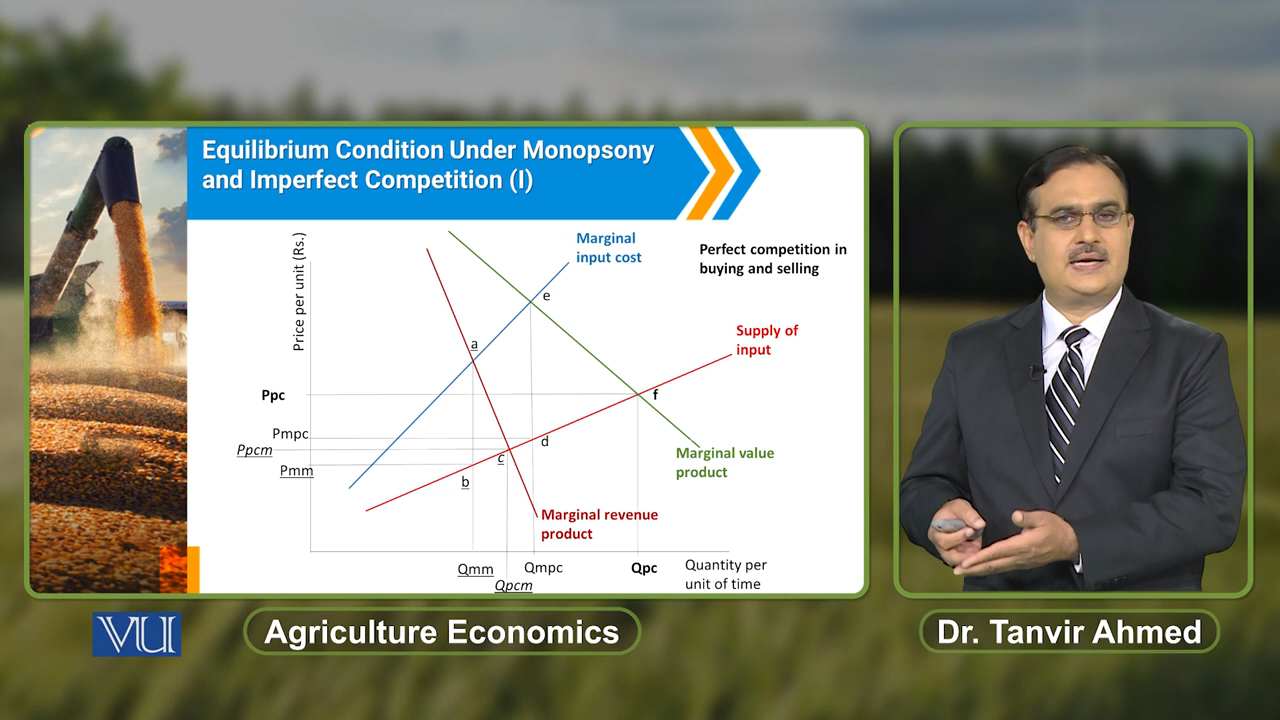 Equilibrium Condition Under Monopsony
and Imperfect Competition (I)
Price per unit (Rs.)
Marginal
input cost
Perfect competition in
buying and selling
e
a
Supply of
input
Ppc
f
Pmpc
Ppcm
Pmm
d
c
b
Marginal value
product
Marginal revenue
product
Qmm
Qpcm
Qmpc
Qpc
Quantity per
unit of time
VU
Agriculture Economics
Dr. Tanvir Ahmed